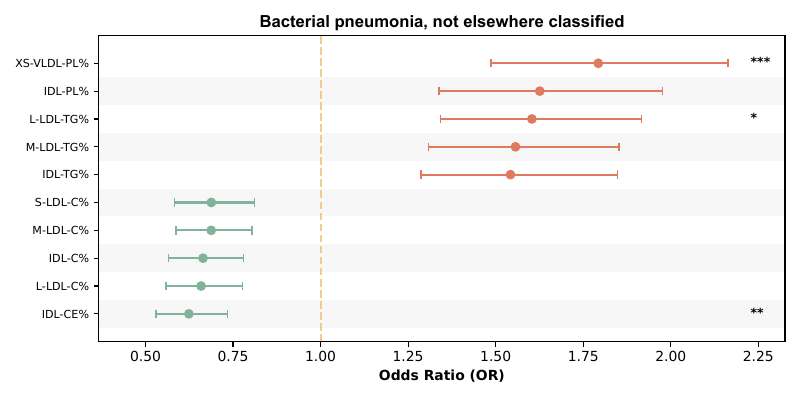 Bacterial pneumonia, not elsewhere classified
XS-VLDL-PL% ***
IDL-PL%
L-LDL-TG% *
M-LDL-TG%
IDL-TG%
S-LDL-C%
M-LDL-C%
IDL-C%
L-LDL-C%
IDL-CE% **
0.50 0.75 1.00 1.25 1.50 1.75 2.00 2.25
Odds Ratio (OR)